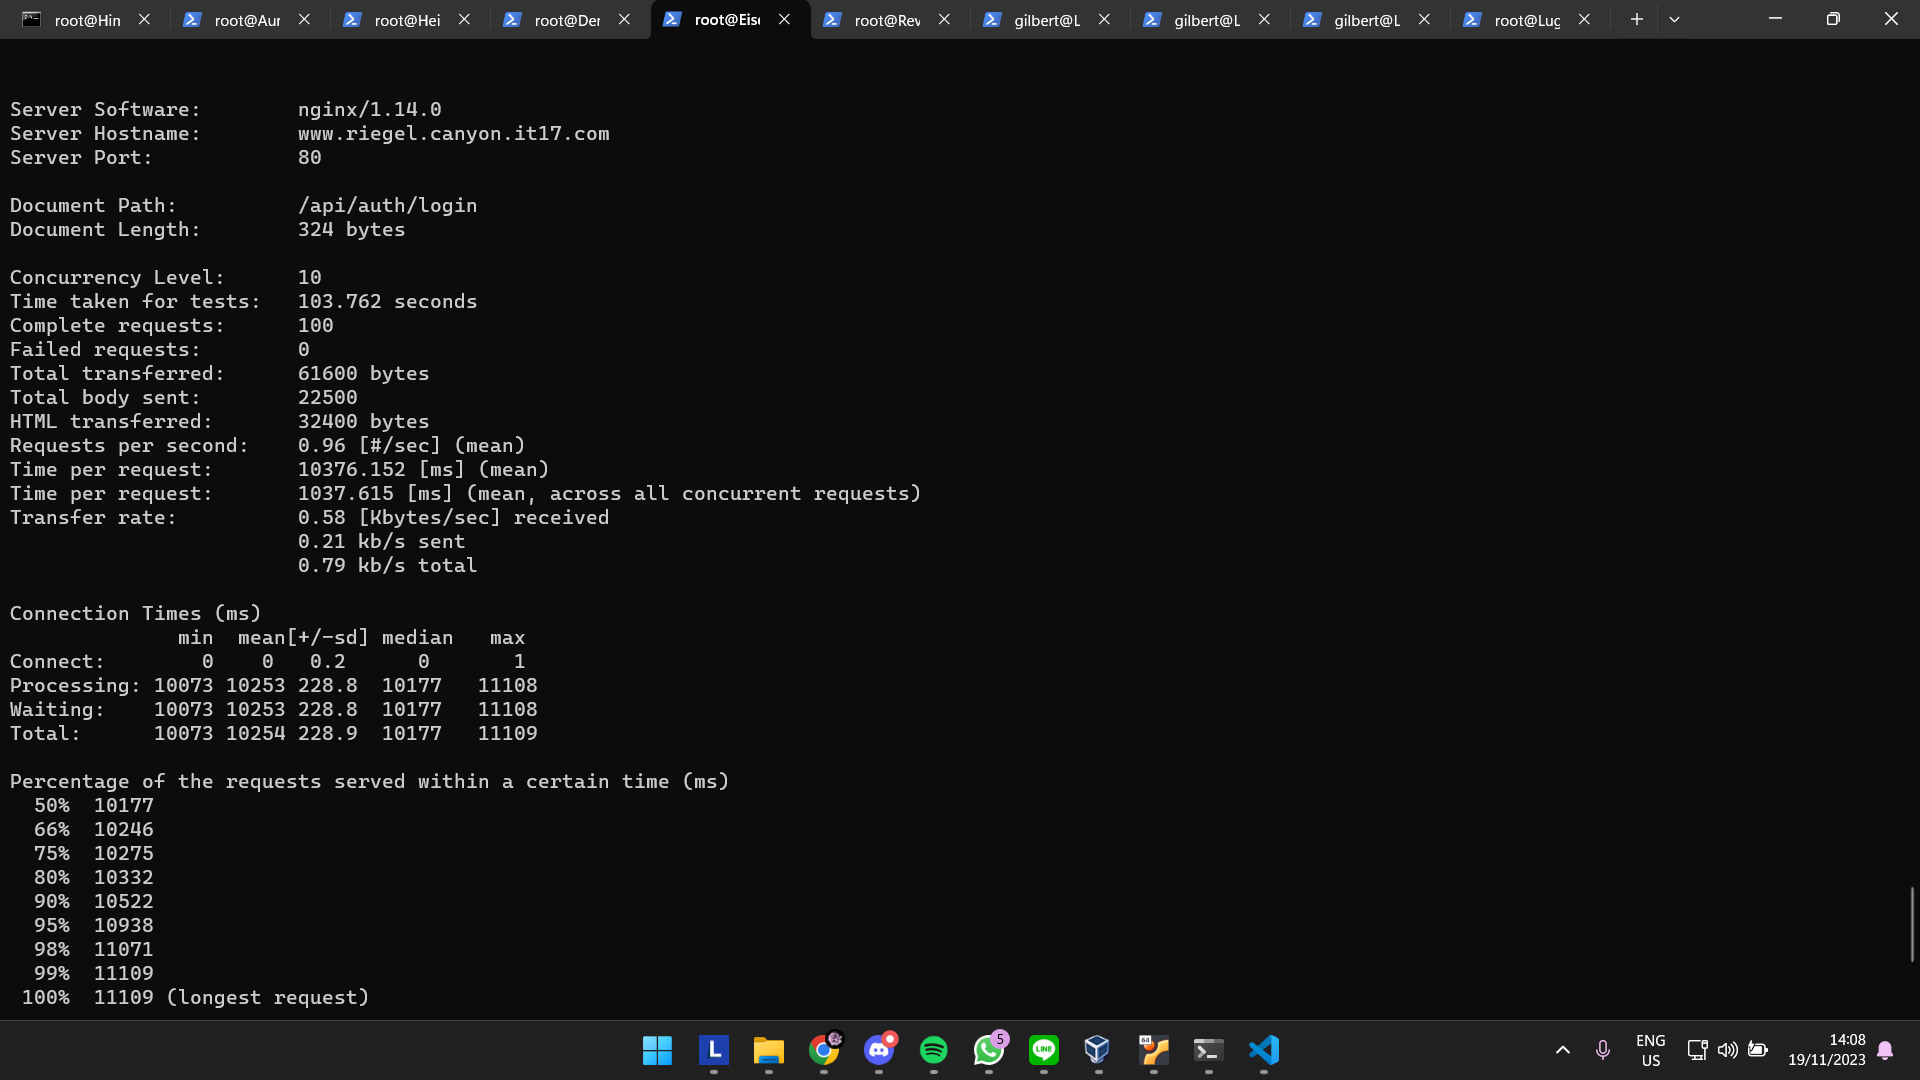 root@Hin root@Aur root@Hei root@Der root@Eise root@Rev gilbert@L gilbert@L gilbert@L root@Lug
Server Software:        nginx/1.14.0
Server Hostname:        www.riegel.canyon.it17.com
Server Port:            80
Document Path:          /api/auth/login
Document Length:        324 bytes
Concurrency Level:      10
Time taken for tests:   103.762 seconds
Complete requests:      100
Failed requests:        0
Total transferred:      61600 bytes
Total body sent:        22500
HTML transferred:       32400 bytes
Requests per second:    0.96 [#/sec] (mean)
Time per request:       10376.152 [ms] (mean)
Time per request:       1037.615 [ms] (mean, across all concurrent requests)
Transfer rate:          0.58 [Kbytes/sec] received
                        0.21 kb/s sent
                        0.79 kb/s total
Connection Times (ms)
              min  mean[+/-sd] median   max
Connect:        0    0   0.2      0       1
Processing: 10073 10253 228.8  10177   11108
Waiting:    10073 10253 228.8  10177   11108
Total:      10073 10254 228.9  10177   11109
Percentage of the requests served within a certain time (ms)
  50%  10177
  66%  10246
  75%  10275
  80%  10332
  90%  10522
  95%  10938
  98%  11071
  99%  11109
 100%  11109 (longest request)
L 5 LINE 64
ENG 14:08
US 19/11/2023